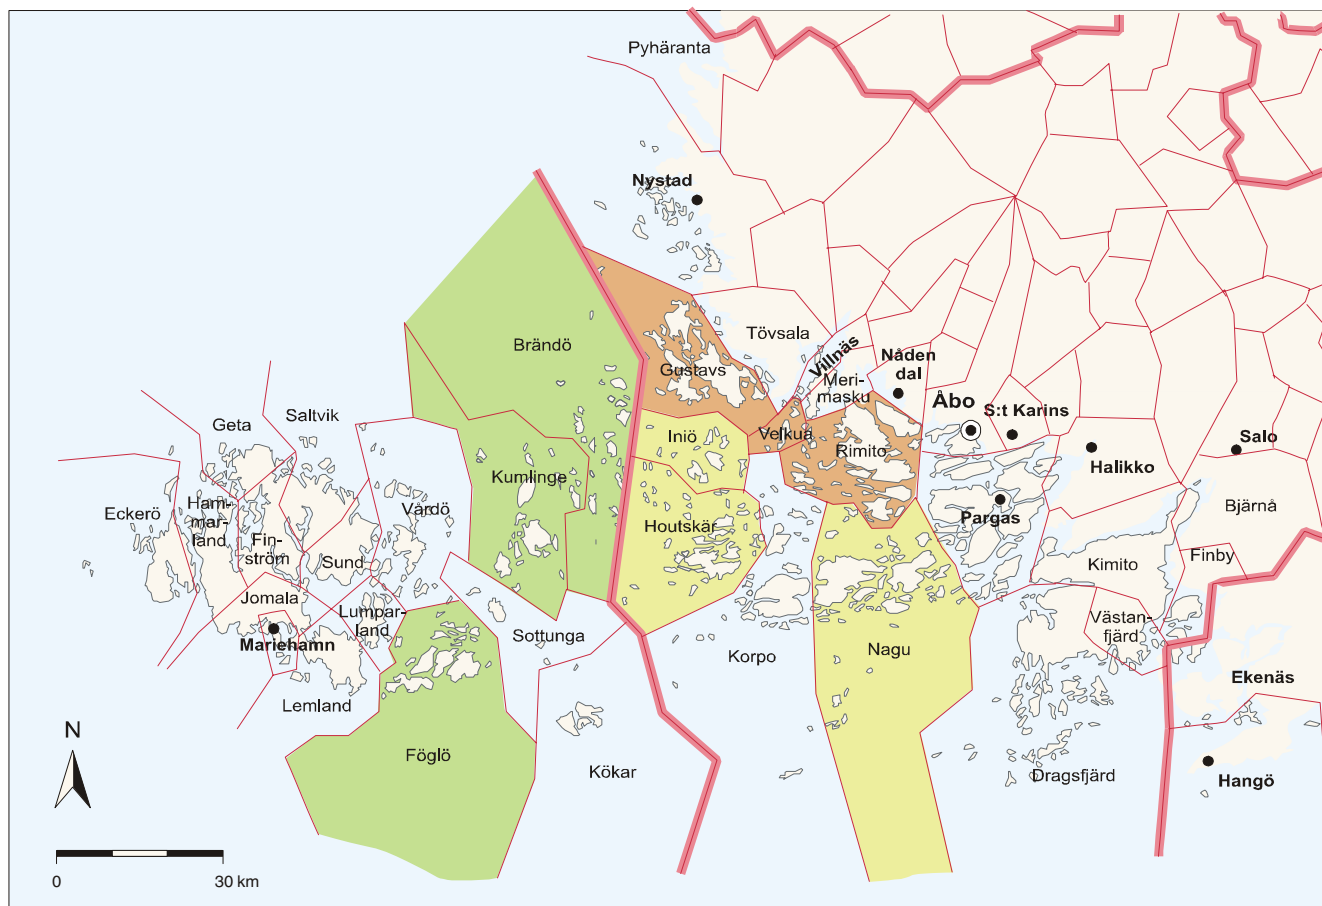 Pyhäranta
Nystad
Tövsala
Brändö
Villnäs
Nåden
dal
Gustavs
Meri-
masku
Åbo
S:t Karins
Geta
Saltvik
Iniö
Velkua
Rimito
Halikko
Salo
Kumlinge
Eckerö
Ham-
mar-
land
Vårdö
Houtskär
Pargas
Bjärnå
Fin-
ström
Sund
Kimito
Finby
Jomala
Lumpar-
land
Västan-
fjärd
Mariehamn
Sottunga
Korpo
Nagu
Ekenäs
Lemland
Föglö
Kökar
Dragsfjärd
Hangö
N
0
30 km